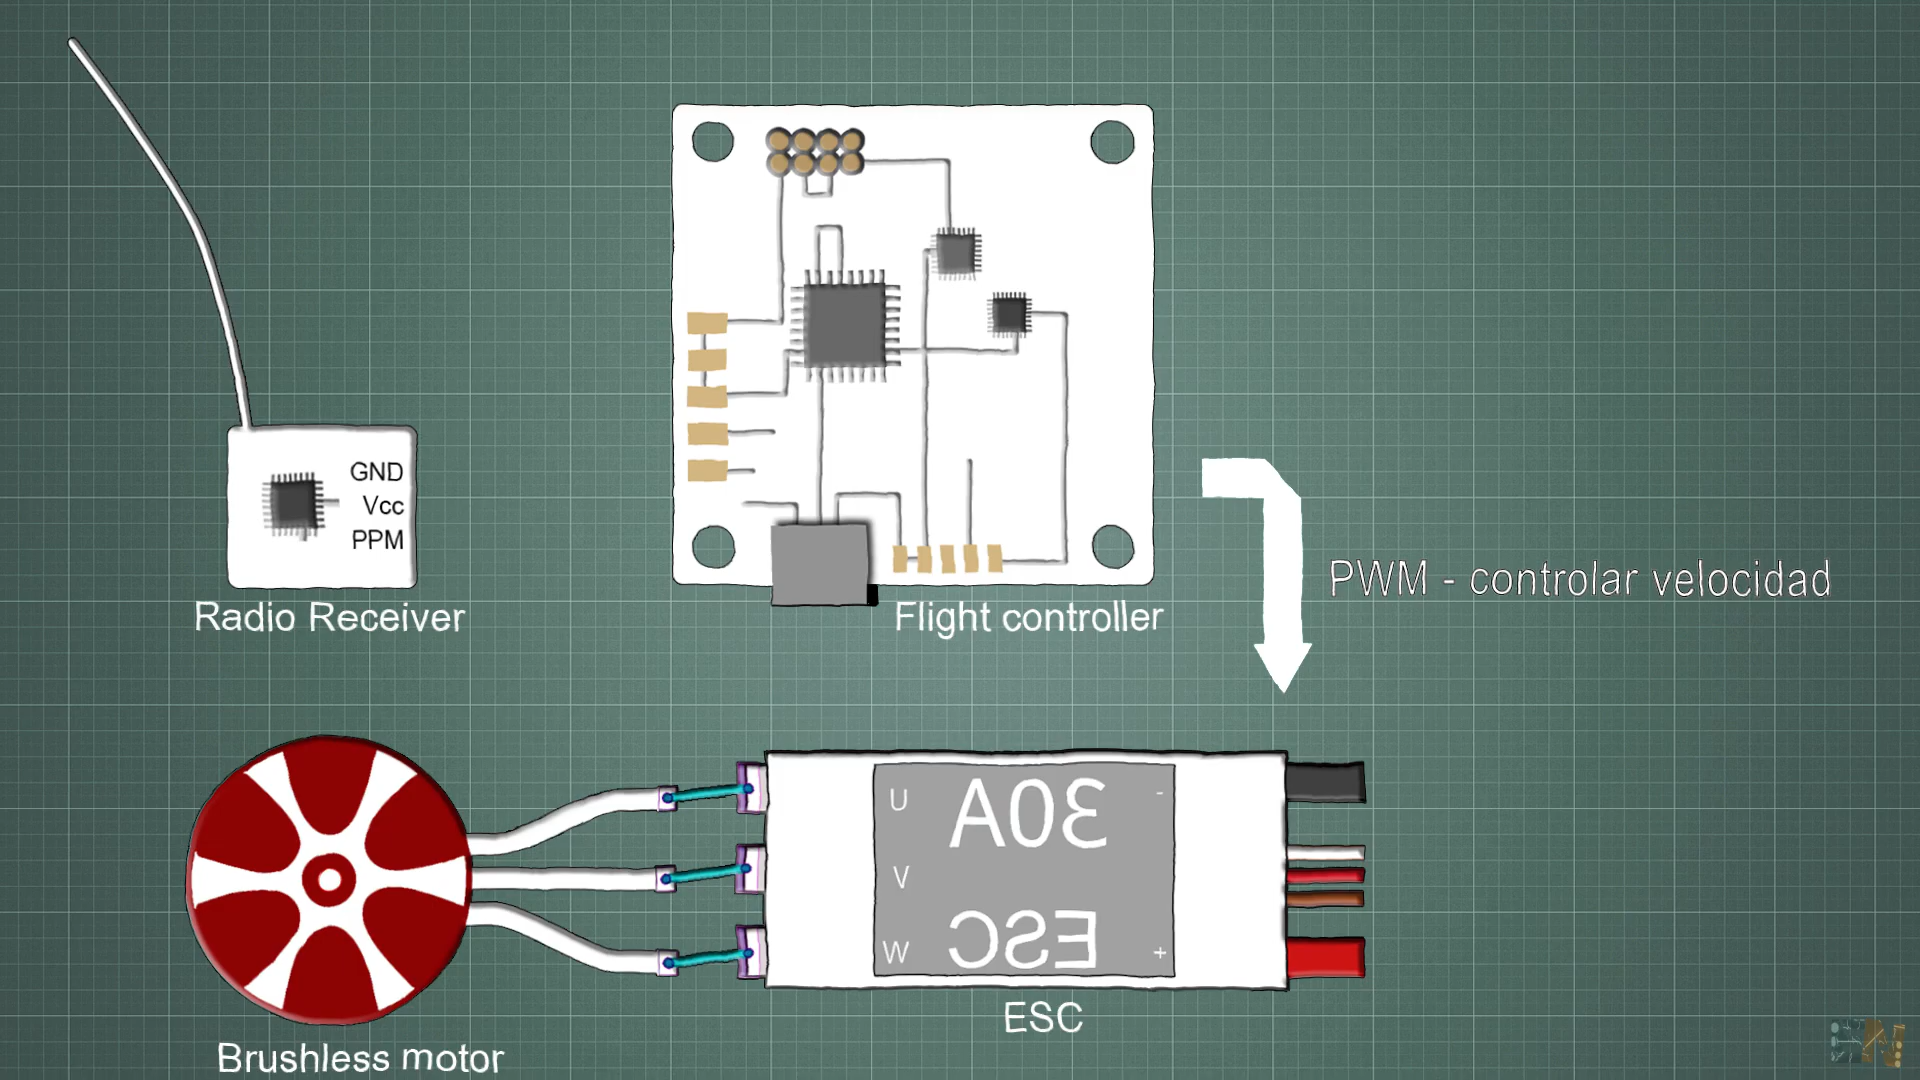 GND
Vcc
PPM
Radio Receiver
Flight controller
PWM - controlar velocidad
U
30A
-
V
W
ESC
+
ESC
Brushless motor